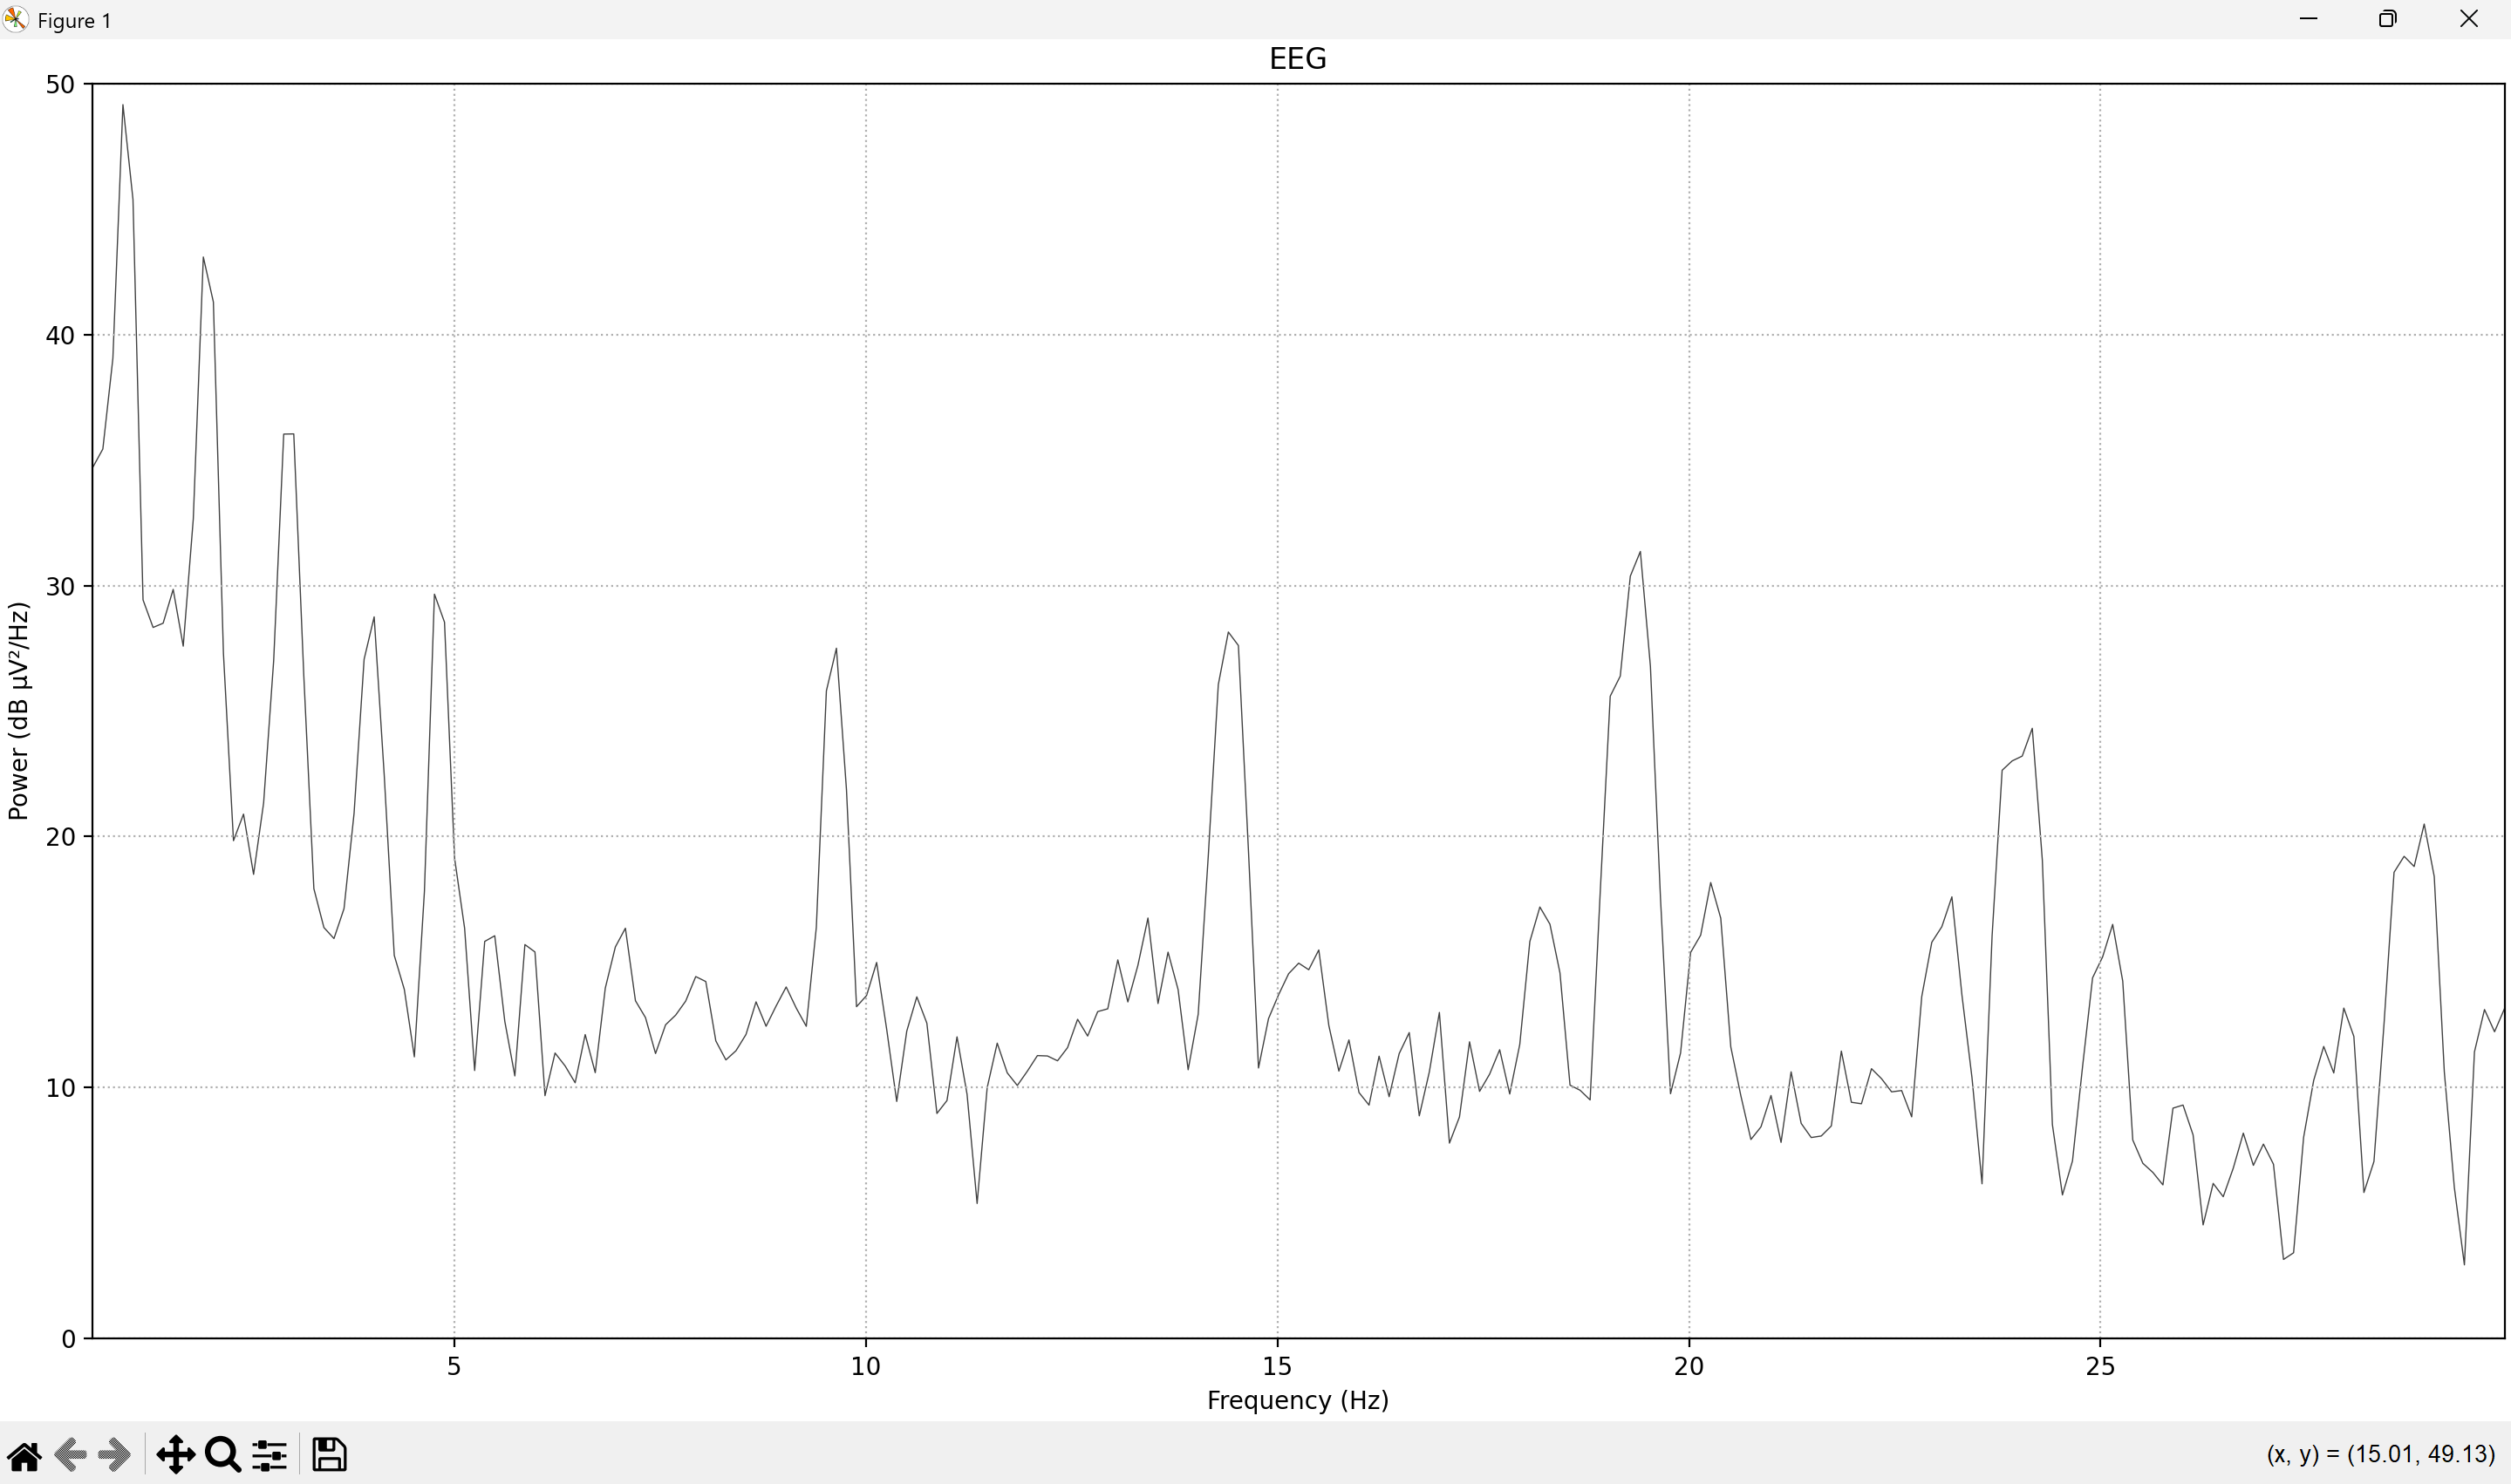 Figure 1
EEG
50
40
30
20
10
0
Power (dB µV²/Hz)
5 10 15 20 25
Frequency (Hz)
(x, y) = (15.01, 49.13)